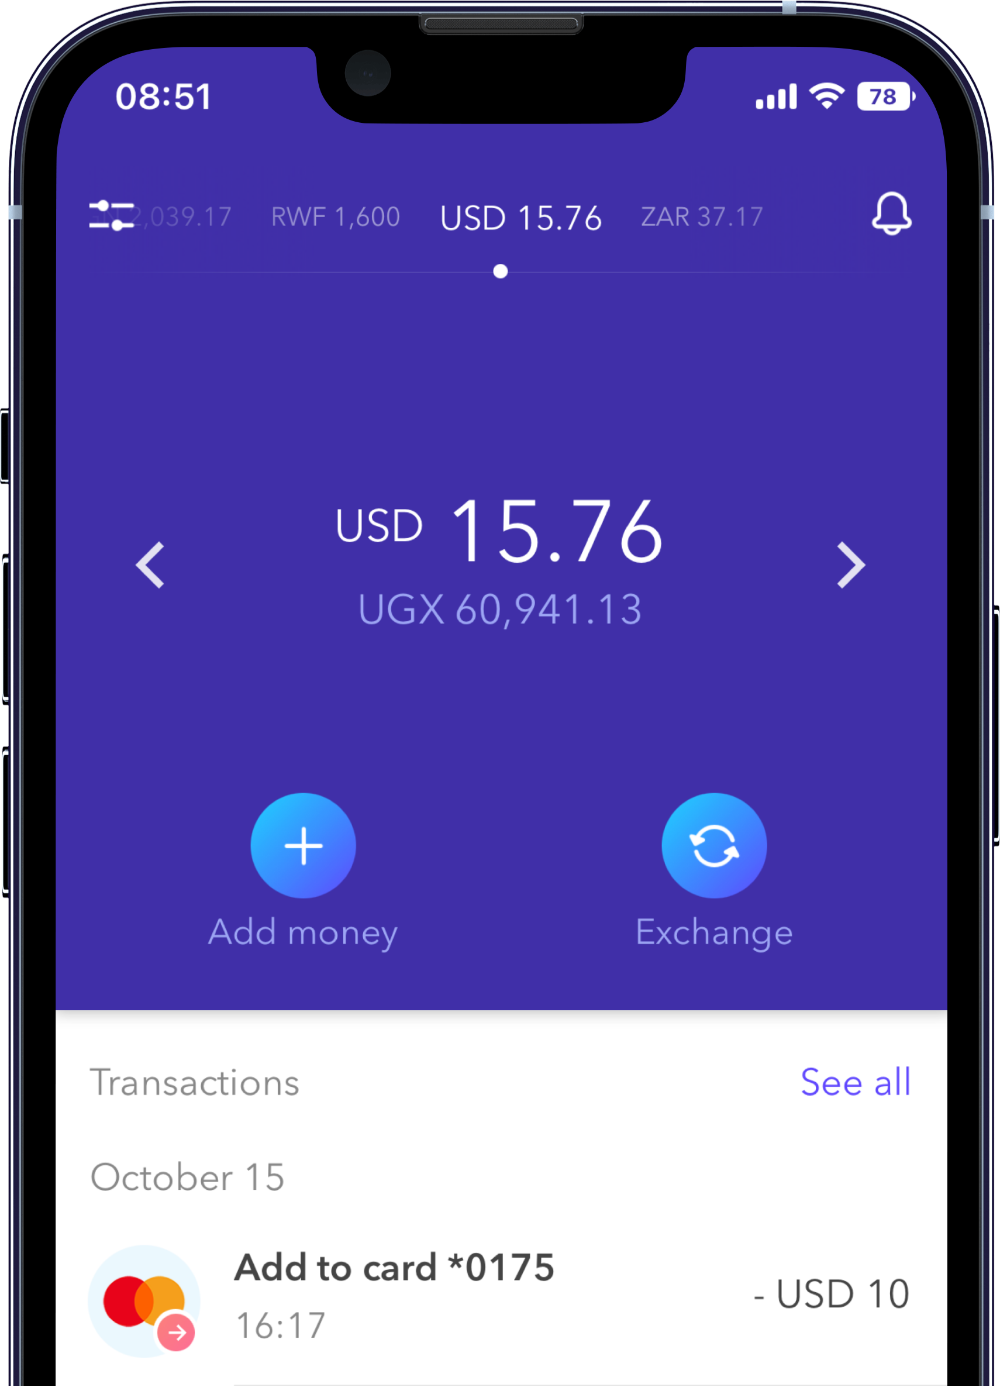 08:51
78
2,039.17 RWF 1,600 USD 15.76 ZAR 37.17
USD 15.76
UGX 60,941.13
Add money Exchange
Transactions See all
October 15
Add to card *0175
- USD 10
16:17